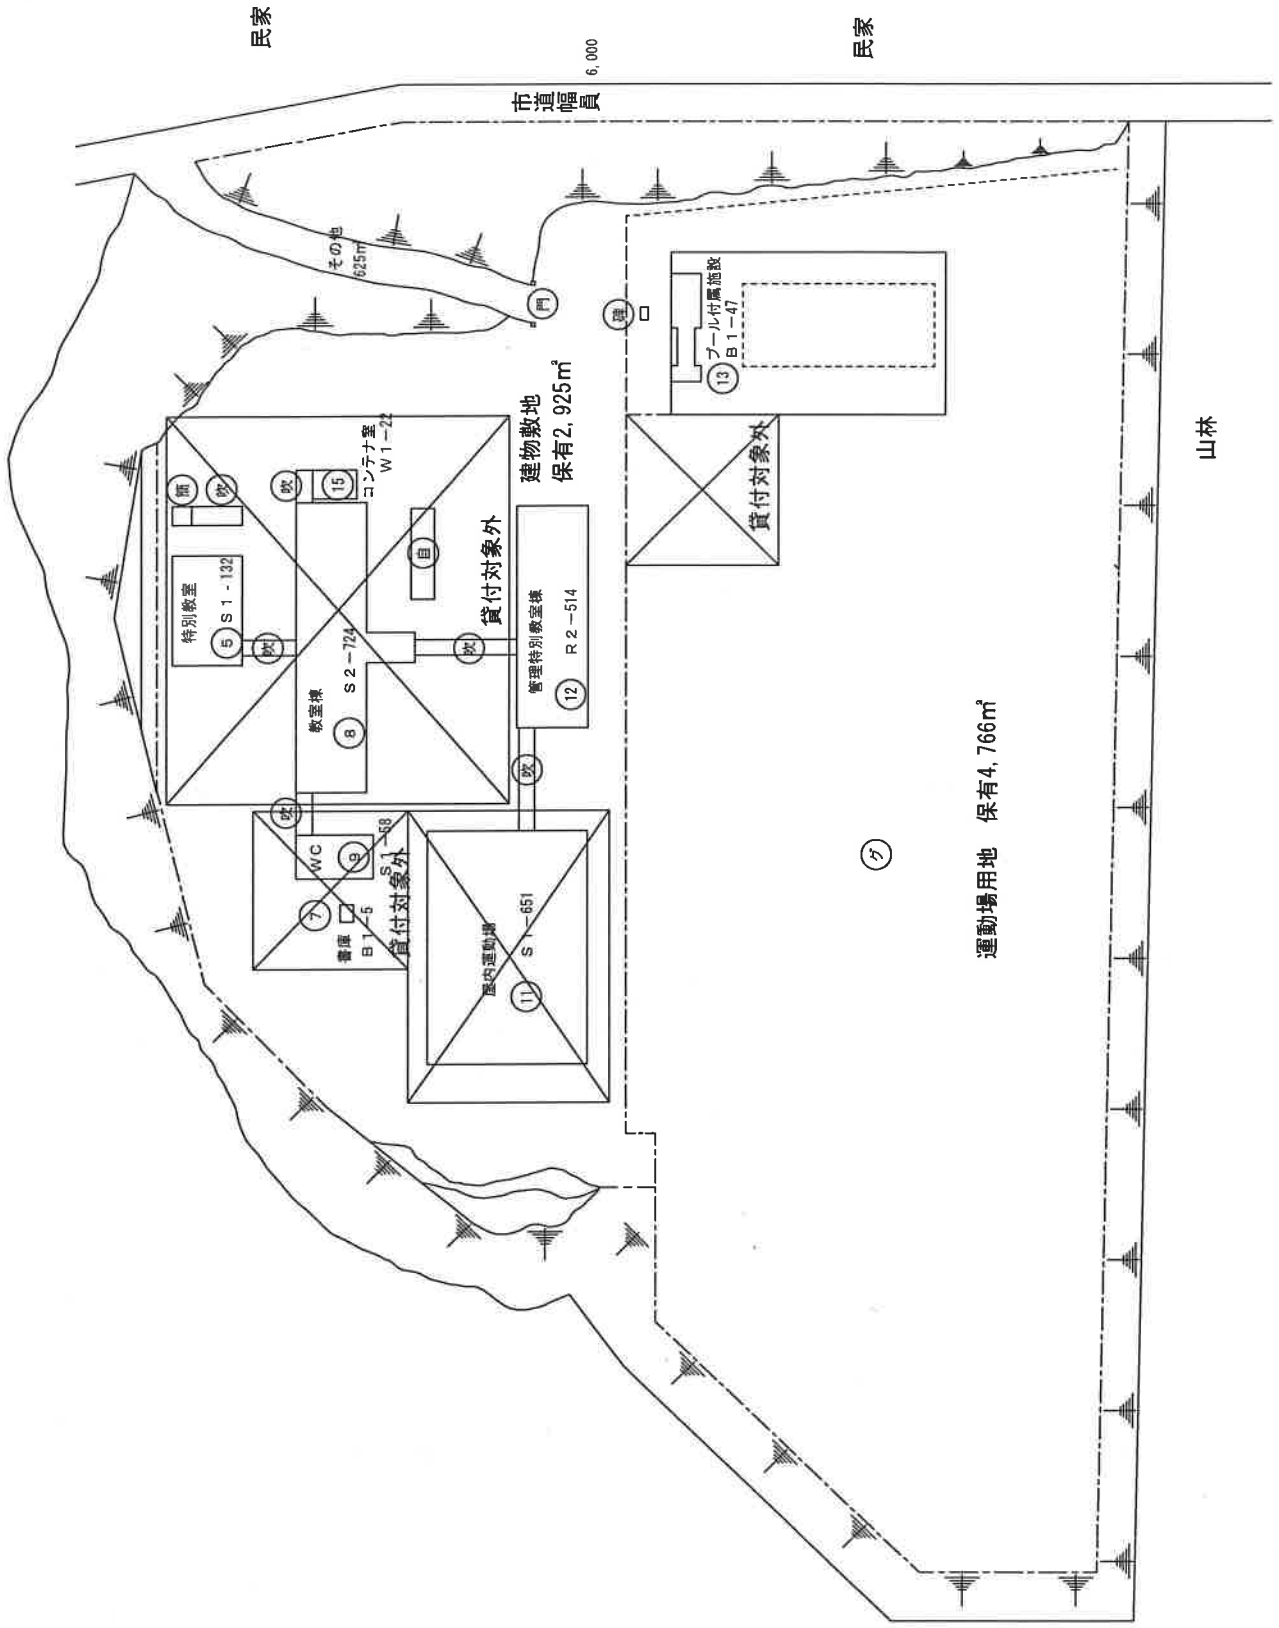 民家
民家
市道幅員
6,000
その他
625㎡
門
碑
プール付属施設
13
B1-47
建物敷地
保有2,925㎡
簡
吹
吹
15
コンテナ室
W1-22
自
特別教室
5
S1-132
吹
貸付対象外
貸付対象外
吹
教室棟
8
S2-724
管理特別教室棟
12
R2-514
吹
吹
WC
9
S1-58
7
書庫
B1-5
貸付対象外
屋内運動場
11
S1-651
グ
運動場用地 保有4,766㎡
山林